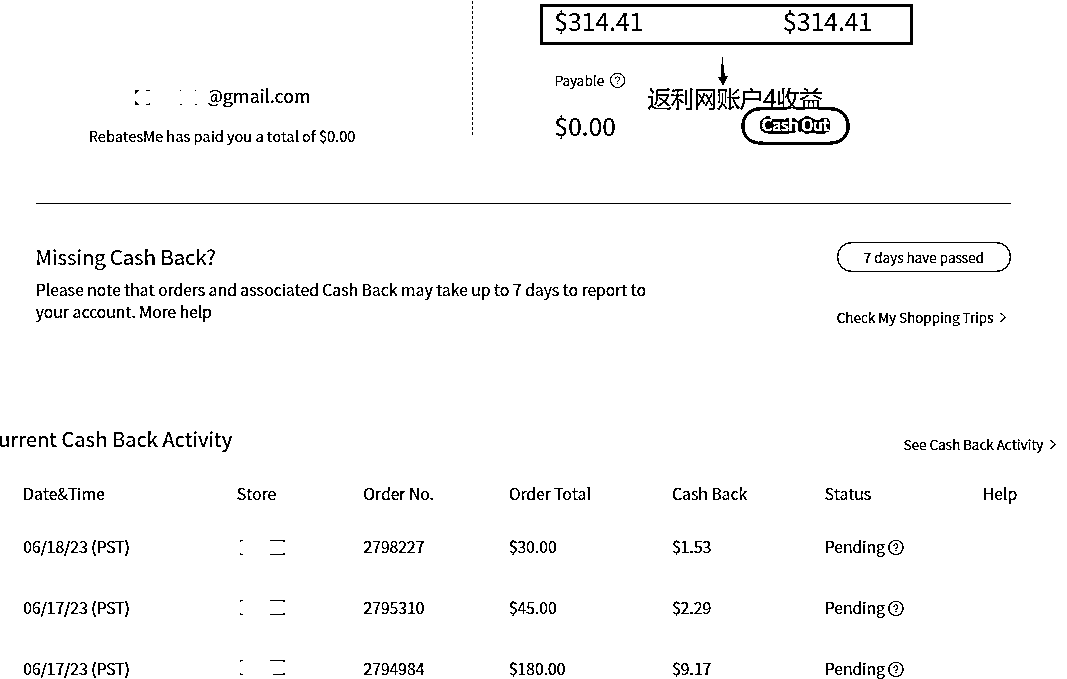 $314.41 $314.41
Payable
返利网账户4收益
@gmail.com
$0.00
Cash Out
RebatesMe has paid you a total of $0.00
Missing Cash Back?
7 days have passed
Please note that orders and associated Cash Back may take up to 7 days to report to
your account. More help
Check My Shopping Trips >
urrent Cash Back Activity
See Cash Back Activity >
Date&Time Store Order No. Order Total Cash Back Status Help
06/18/23 (PST) 2798227 $30.00 $1.53 Pending ?
06/17/23 (PST) 2795310 $45.00 $2.29 Pending ?
06/17/23 (PST) 2794984 $180.00 $9.17 Pending ?